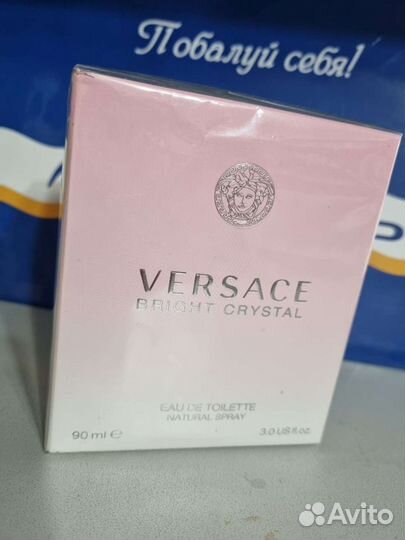 Побалуй себя!
VERSACE
BRIGHT CRYSTAL
EAU DE TOILETTE
NATURAL SPRAY
90 ml e 3.0 US fl.oz.
Avito